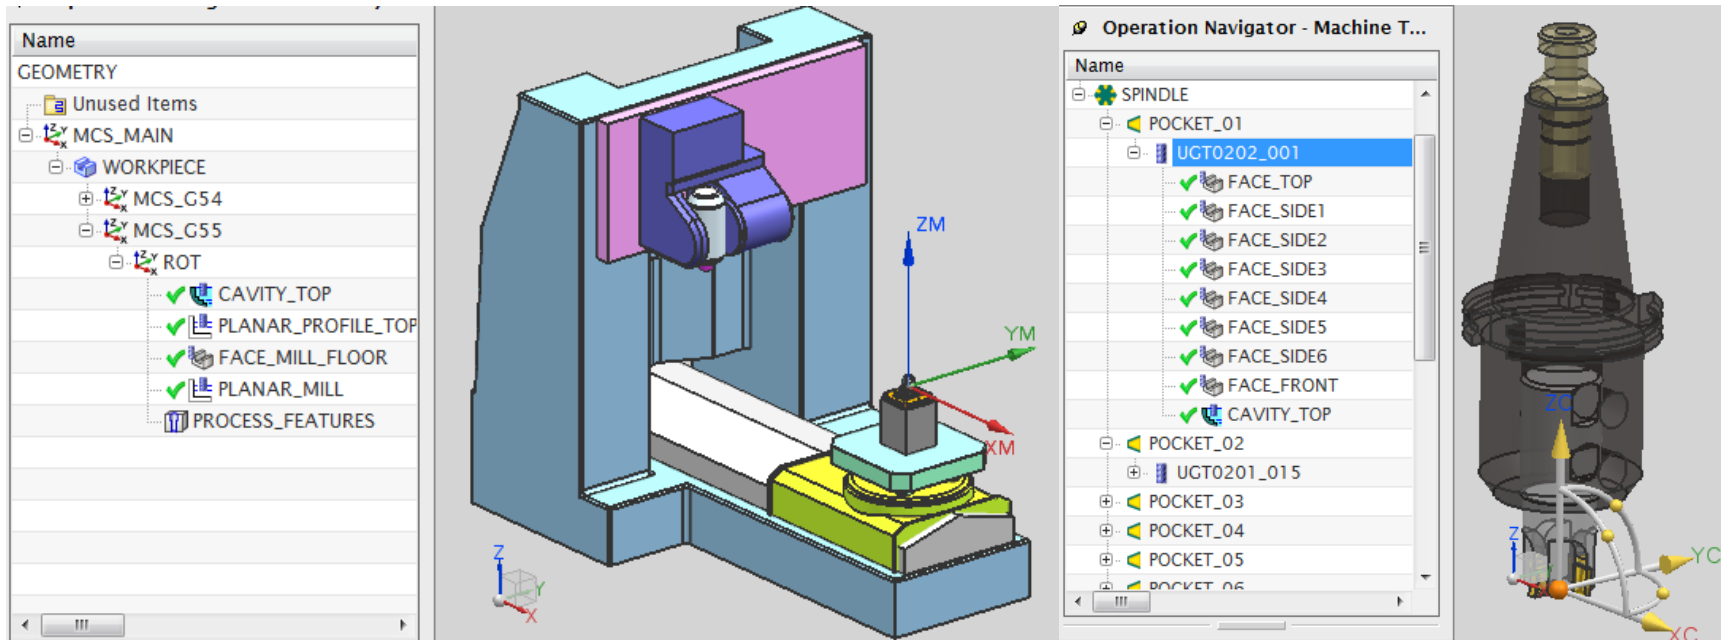 Name
GEOMETRY
Unused Items
MCS_MAIN
WORKPIECE
MCS_G54
MCS_G55
ROT
CAVITY_TOP
PLANAR_PROFILE_TOP
FACE_MILL_FLOOR
PLANAR_MILL
PROCESS_FEATURES
ZM
YM
XM
Z
Y
X
Operation Navigator - Machine T...
Name
SPINDLE
POCKET_01
UGT0202_001
FACE_TOP
FACE_SIDE1
FACE_SIDE2
FACE_SIDE3
FACE_SIDE4
FACE_SIDE5
FACE_SIDE6
FACE_FRONT
CAVITY_TOP
POCKET_02
UGT0201_015
POCKET_03
POCKET_04
POCKET_05
POCKET_06
ZC
Z
YC
XC